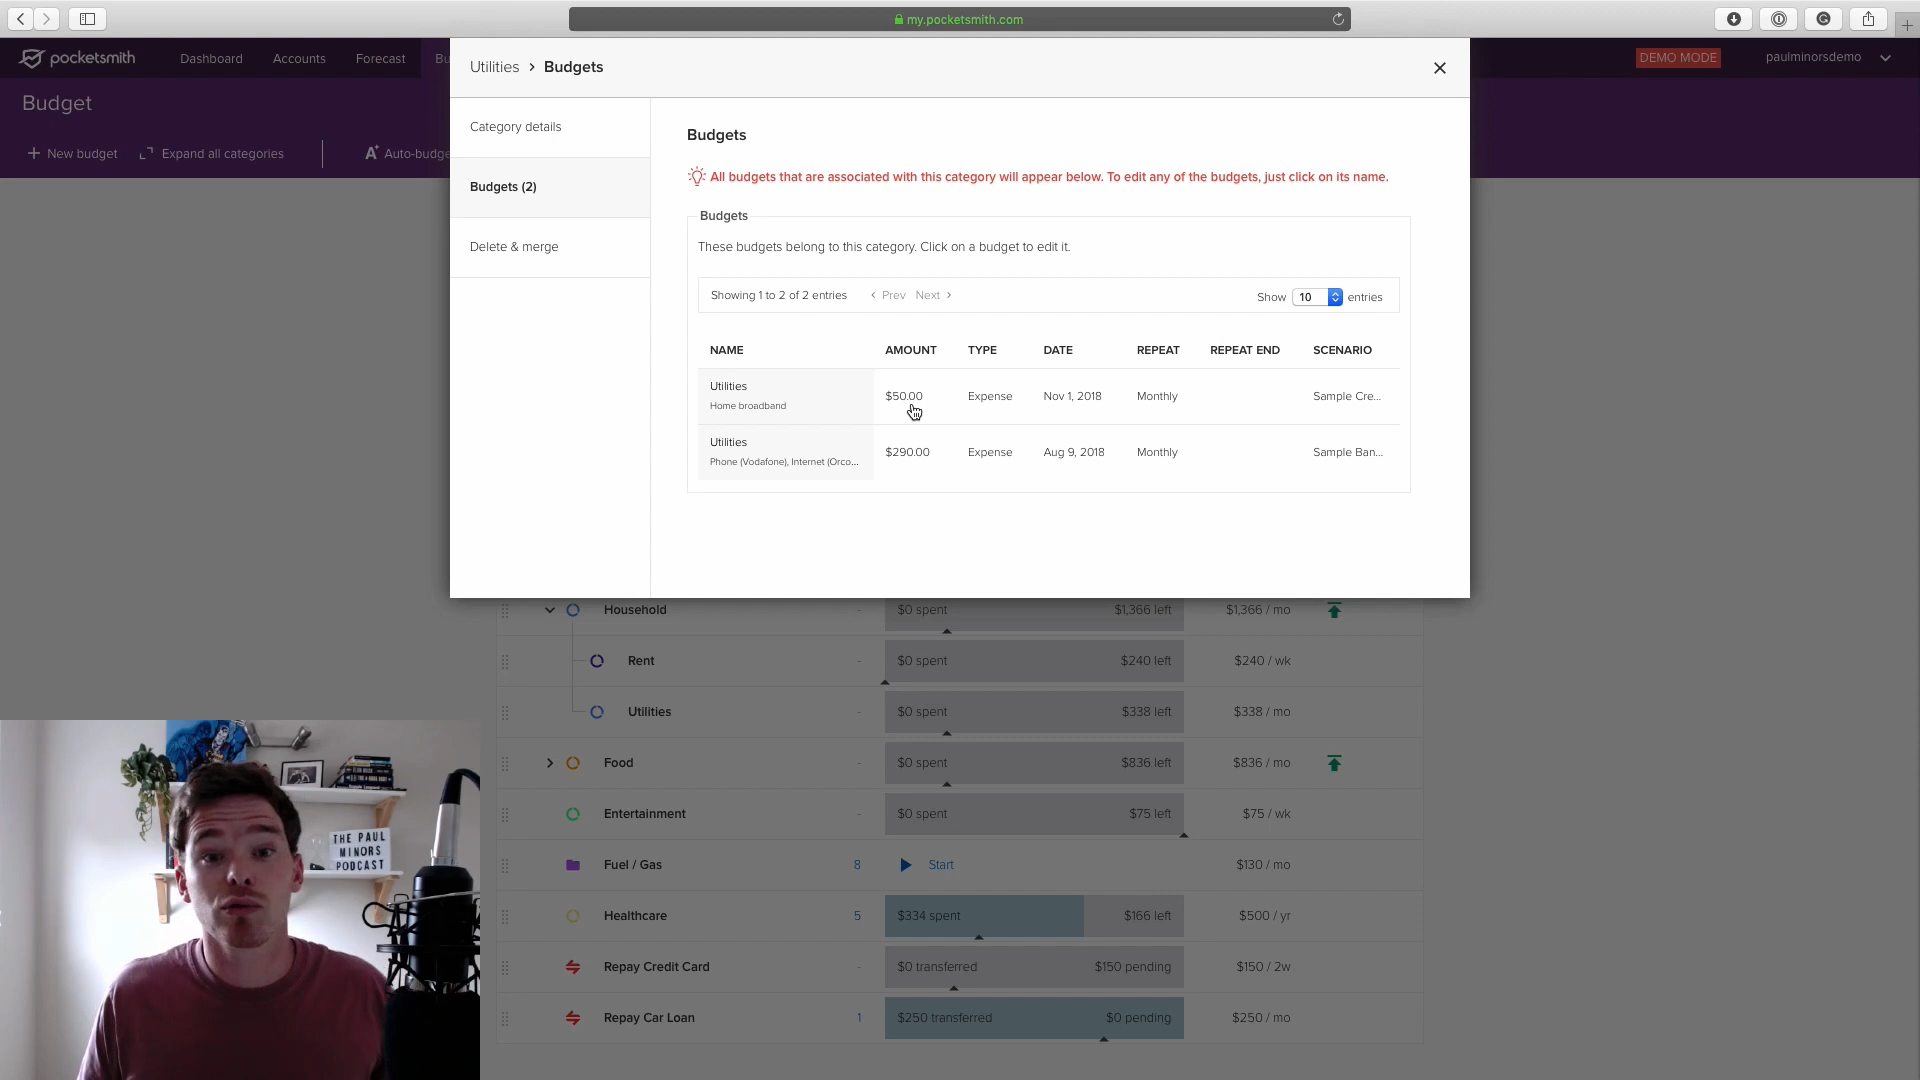 my.pocketsmith.com
pocketsmith
Dashboard
Accounts
Forecast
Bu
DEMO MODE
paulminorsdemo
Budget
New budget
Expand all categories
Auto-budge
Utilities > Budgets
Category details
Budgets (2)
Delete & merge
Budgets
All budgets that are associated with this category will appear below. To edit any of the budgets, just click on its name.
Budgets
These budgets belong to this category. Click on a budget to edit it.
Showing 1 to 2 of 2 entries ‹ Prev Next › Show 10 entries
NAME AMOUNT TYPE DATE REPEAT REPEAT END SCENARIO
Utilities
Home broadband
$50.00 Expense Nov 1, 2018 Monthly Sample Cre...
Utilities
Phone (Vodafone), Internet (Orco...
$290.00 Expense Aug 9, 2018 Monthly Sample Ban...
Household - $0 spent $1,366 left $1,366 / mo
Rent - $0 spent $240 left $240 / wk
Utilities - $0 spent $338 left $338 / mo
Food - $0 spent $836 left $836 / mo
Entertainment - $0 spent $75 left $75 / wk
Fuel / Gas 8 Start $130 / mo
Healthcare 5 $334 spent $166 left $500 / yr
Repay Credit Card - $0 transferred $150 pending $150 / 2w
Repay Car Loan 1 $250 transferred $0 pending $250 / mo
THE PAUL
MINORS
PODCAST